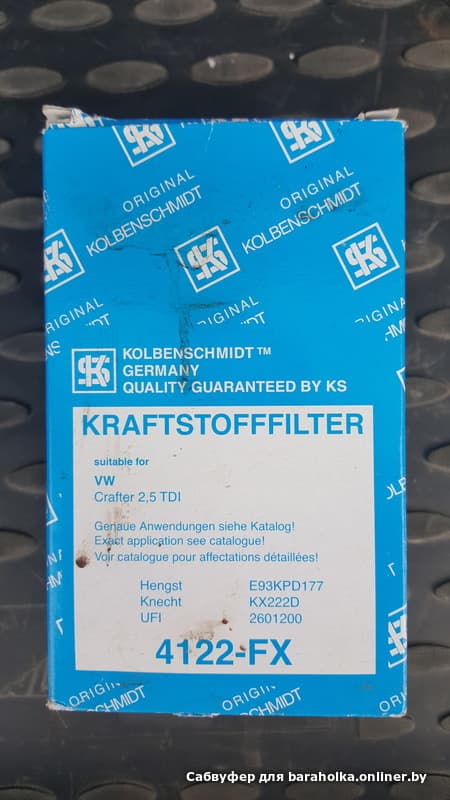 ORIGINAL
KOLBENSCHMIDT
ORIGINAL
KOLBENSCHMIDT
ORIGINAL
KS
KOLBENSCHMIDT™
GERMANY
QUALITY GUARANTEED BY KS
KRAFTSTOFFFILTER
suitable for
VW
Crafter 2,5 TDI
Genaue Anwendungen siehe Katalog!
Exact application see catalogue!
Voir catalogue pour affectations détaillées!
Hengst E93KPD177
Knecht KX222D
UFI 2601200
4122-FX
Сабвуфер для baraholka.onliner.by